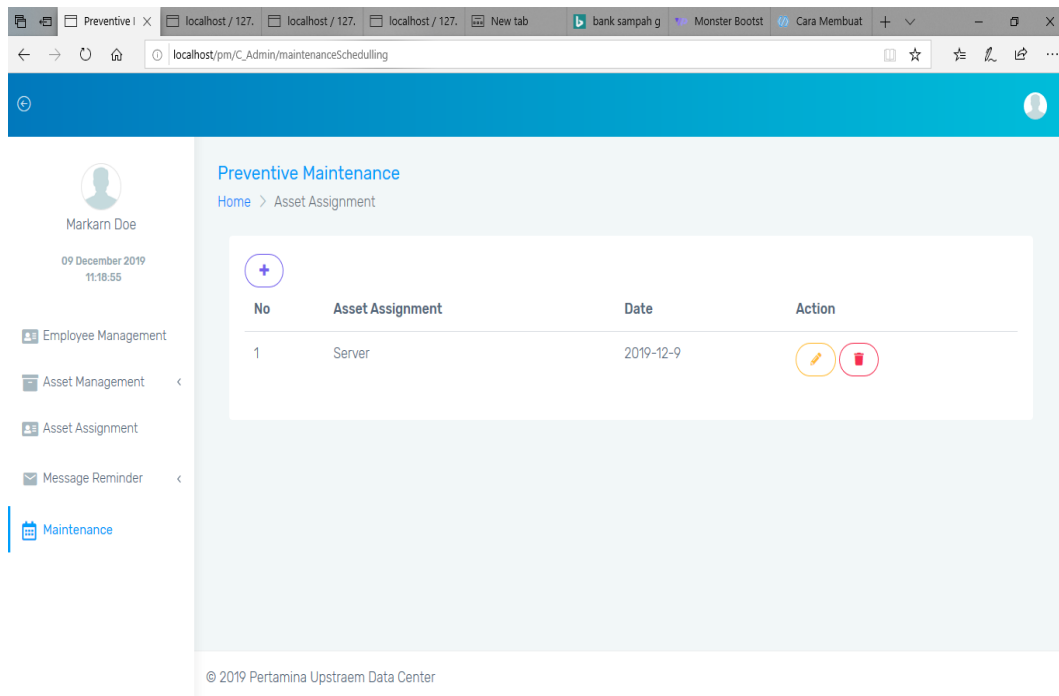 Preventive I
localhost / 127.
localhost / 127.
localhost / 127.
New tab
bank sampah g
Monster Bootst
Cara Membuat
localhost/pm/C_Admin/maintenanceSchedulling
Markarn Doe
09 December 2019
11:18:55
Employee Management
Asset Management
Asset Assignment
Message Reminder
Maintenance
Preventive Maintenance
Home > Asset Assignment
No Asset Assignment Date Action
1 Server 2019-12-9
© 2019 Pertamina Upstraem Data Center